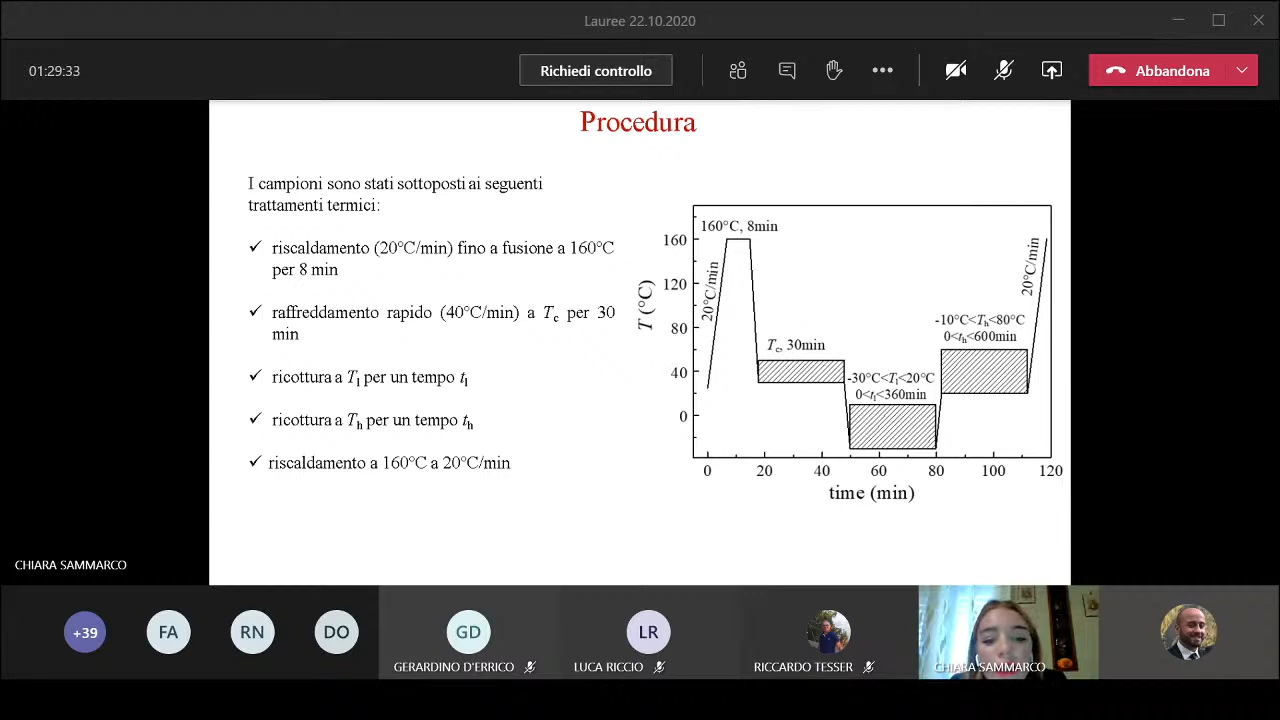 Lauree 22.10.2020
01:29:33
Richiedi controllo
Abbandona
Procedura
I campioni sono stati sottoposti ai seguenti
trattamenti termici:
✓ riscaldamento (20°C/min) fino a fusione a 160°C
per 8 min
✓ raffreddamento rapido (40°C/min) a Tc per 30
min
✓ ricottura a Tl per un tempo tl
✓ ricottura a Th per un tempo th
✓ riscaldamento a 160°C a 20°C/min
T (°C)
160
120
80
40
0
160°C, 8min
20°C/min
Tc, 30min
-30°C<Tl<20°C
0<tl<360min
-10°C<Th<80°C
0<th<600min
20°C/min
0 20 40 60 80 100 120
time (min)
CHIARA SAMMARCO
+39
FA
RN
DO
GD
GERARDINO D'ERRICO
LR
LUCA RICCIO
RICCARDO TESSER
CHIARA SAMMARCO